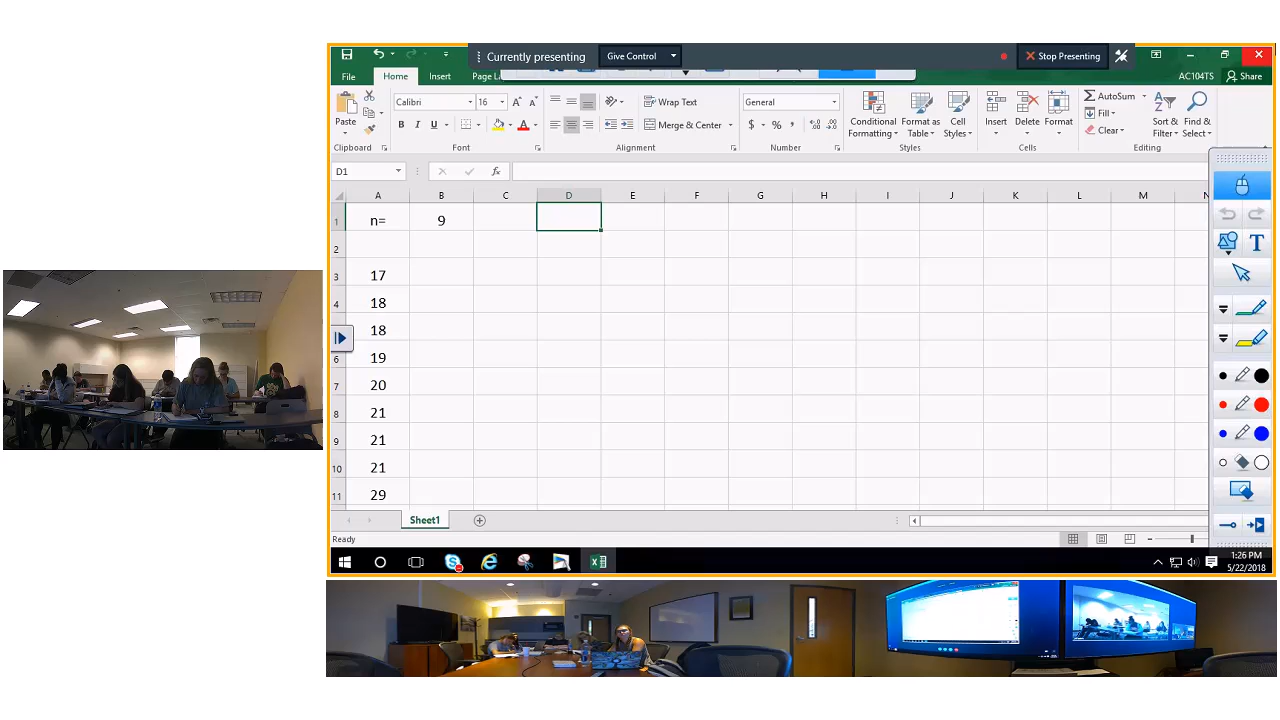 Currently presenting Give Control Stop Presenting
File Home Insert Page La AC104TS Share
Paste Calibri 16 Wrap Text General Conditional Formatting Format as Table Cell Styles Insert Delete Format AutoSum Sort & Filter Find & Select
B I U Merge & Center $ % , Fill
Clear
Clipboard Font Alignment Number Styles Cells Editing
D1 fx
A B C D E F G H I J K L M N
1 n= 9
2
3 17
4 18
18
6 19
7 20
8 21
9 21
10 21
11 29
T
Sheet1
Ready
1:26 PM
5/22/2018